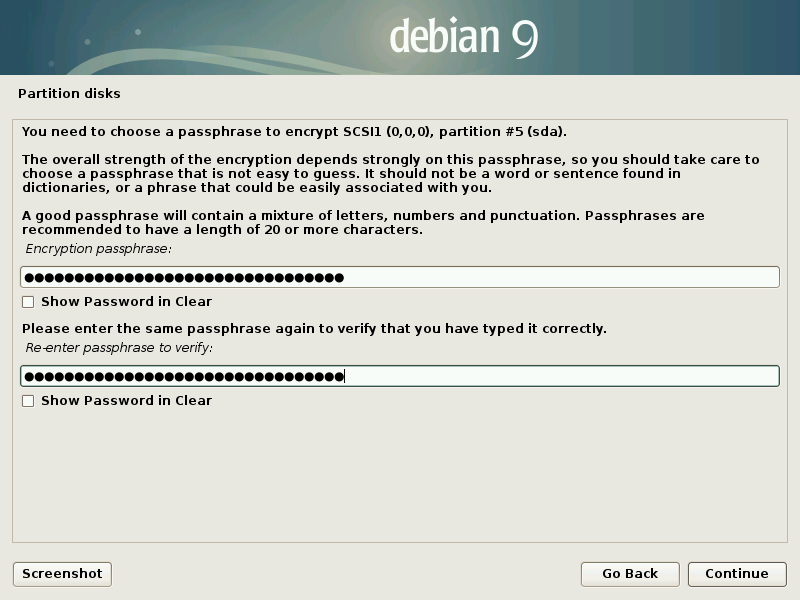 debian 9
Partition disks
You need to choose a passphrase to encrypt SCSI1 (0,0,0), partition #5 (sda).
The overall strength of the encryption depends strongly on this passphrase, so you should take care to
choose a passphrase that is not easy to guess. It should not be a word or sentence found in
dictionaries, or a phrase that could be easily associated with you.
A good passphrase will contain a mixture of letters, numbers and punctuation. Passphrases are
recommended to have a length of 20 or more characters.
Encryption passphrase:
●●●●●●●●●●●●●●●●●●●●●●●●●●●●●●●●
Show Password in Clear
Please enter the same passphrase again to verify that you have typed it correctly.
Re-enter passphrase to verify:
●●●●●●●●●●●●●●●●●●●●●●●●●●●●●●●●
Show Password in Clear
Screenshot
Go Back
Continue